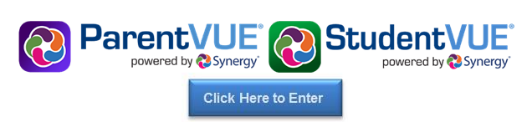 ParentVUE®
powered by Synergy®
StudentVUE®
powered by Synergy®
Click Here to Enter